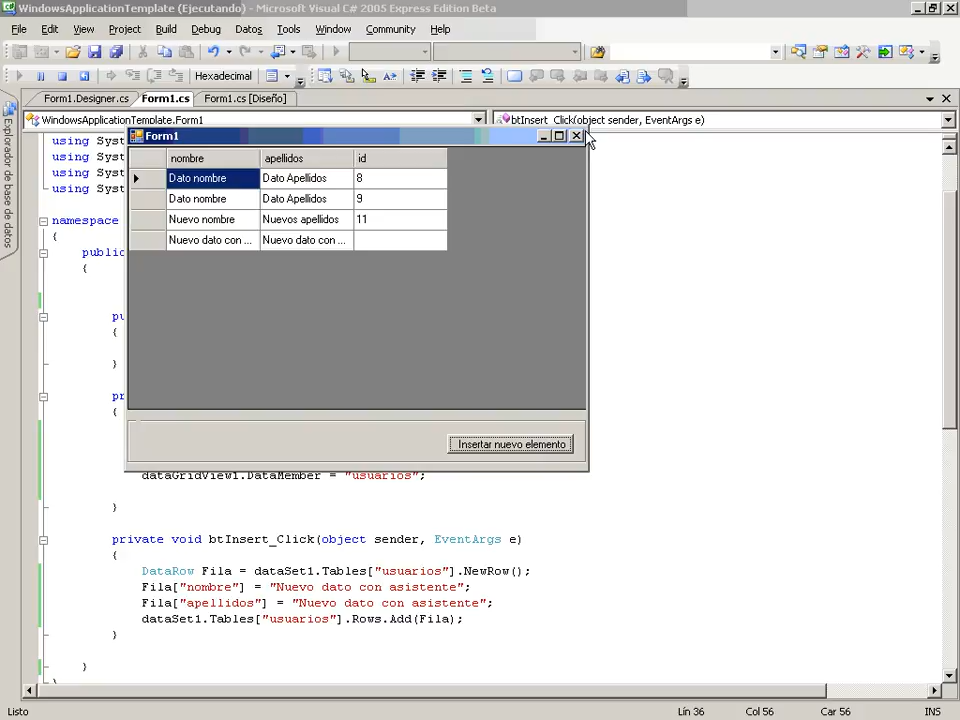 WindowsApplicationTemplate (Ejecutando) - Microsoft Visual C# 2005 Express Edition Beta
File Edit View Project Build Debug Datos Tools Window Community Help
Hexadecimal
Form1.Designer.cs Form1.cs Form1.cs [Diseño]
WindowsApplicationTemplate.Form1 btInsert_Click(object sender, EventArgs e)
Explorador de base de datos
Form1
nombre apellidos id
Dato nombre Dato Apellidos 8
Dato nombre Dato Apellidos 9
Nuevo nombre Nuevos apellidos 11
Nuevo dato con ... Nuevo dato con ...
Insertar nuevo elemento
using Syst
using Syst
using Syst
using Syst
namespace
{
public
{
pu
{
}
pr
{
dataGridView1.DataMember = "usuarios";
}
private void btInsert_Click(object sender, EventArgs e)
{
DataRow Fila = dataSet1.Tables["usuarios"].NewRow();
Fila["nombre"] = "Nuevo dato con asistente";
Fila["apellidos"] = "Nuevo dato con asistente";
dataSet1.Tables["usuarios"].Rows.Add(Fila);
}
}
Listo Lín 36 Col 56 Car 56 INS